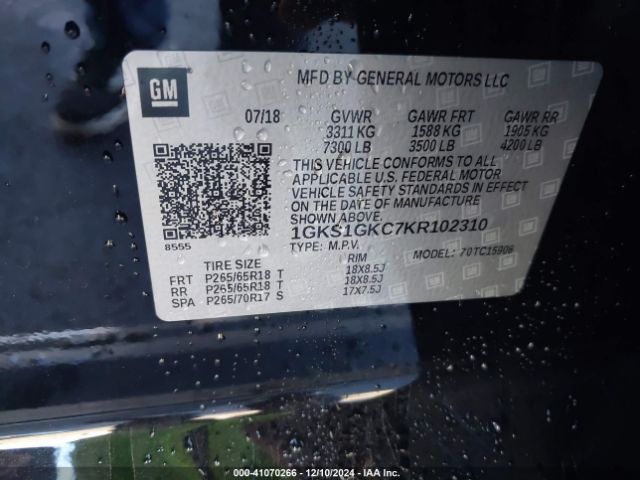 GM
MFD BY GENERAL MOTORS LLC
07/18 GVWR GAWR FRT GAWR RR
3311 KG 1588 KG 1905 KG
7300 LB 3500 LB 4200 LB
THIS VEHICLE CONFORMS TO ALL
APPLICABLE U.S. FEDERAL MOTOR
VEHICLE SAFETY STANDARDS IN EFFECT
ON THE DATE OF MANUFACTURE
SHOWN ABOVE.
1GKS1GKC7KR102310
8555
TYPE: M.P.V. MODEL: 70TC15906
TIRE SIZE RIM
FRT P265/65R18 T 18X8.5J
RR P265/65R18 T 18X8.5J
SPA P265/70R17 S 17X7.5J
000-41070266 - 12/10/2024 - IAA Inc.